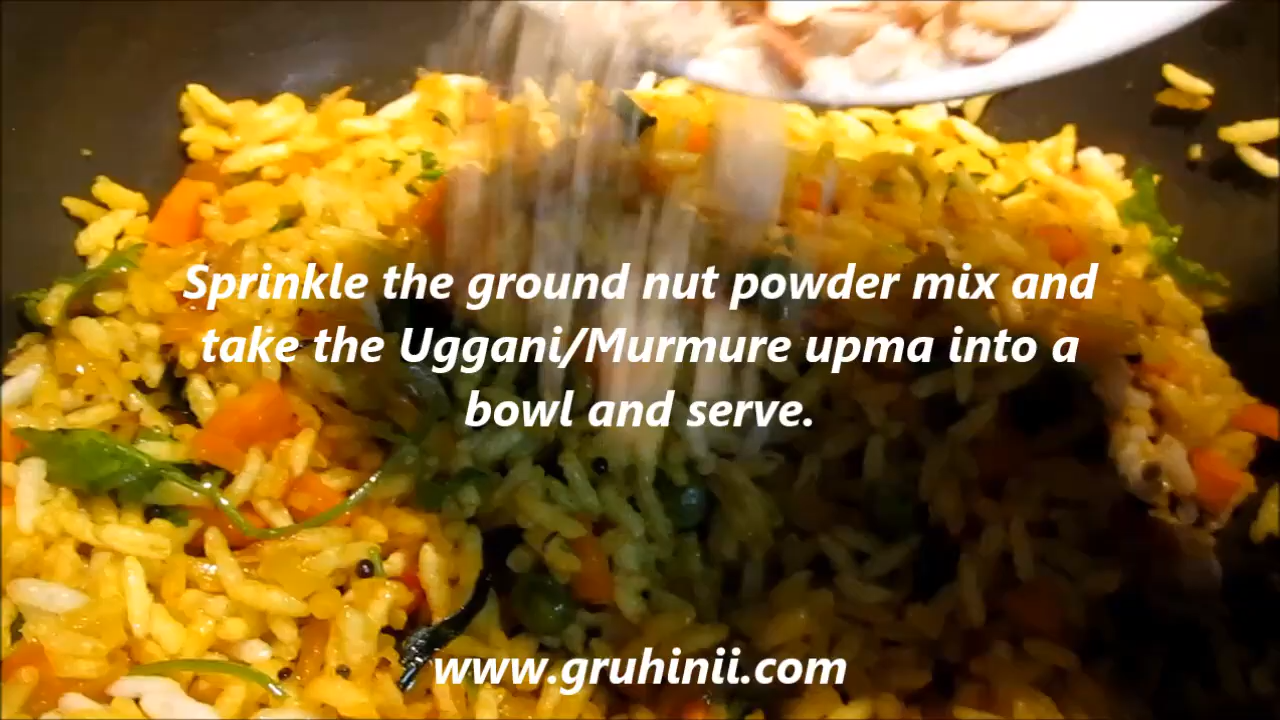 Sprinkle the ground nut powder mix and
take the Uggani/Murmure upma into a
bowl and serve.
www.gruhinii.com